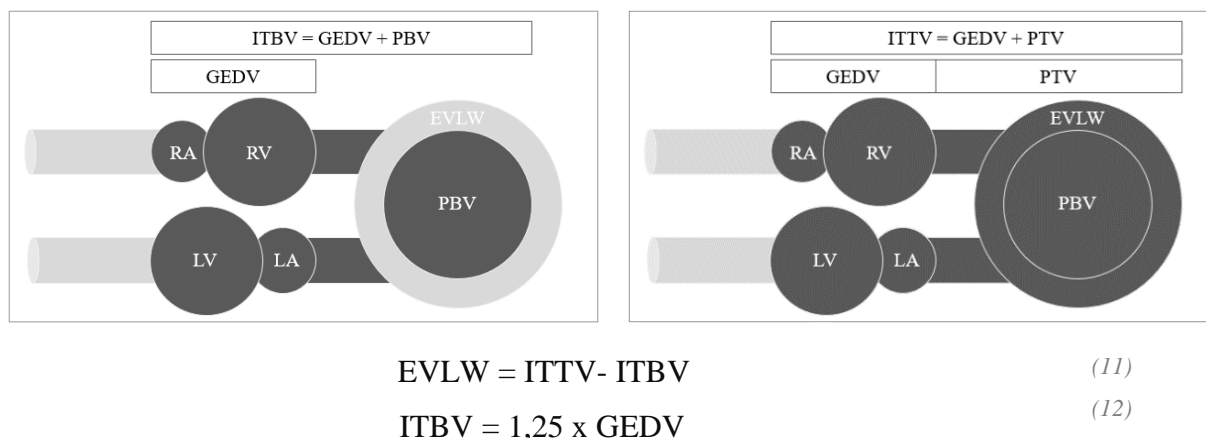 ITBV = GEDV + PBV
GEDV
EVLW
RA
RV
PBV
LV
LA
ITTV = GEDV + PTV
GEDV
PTV
EVLW
RA
RV
PBV
LV
LA
EVLW = ITTV- ITBV
(11)
ITBV = 1,25 x GEDV
(12)